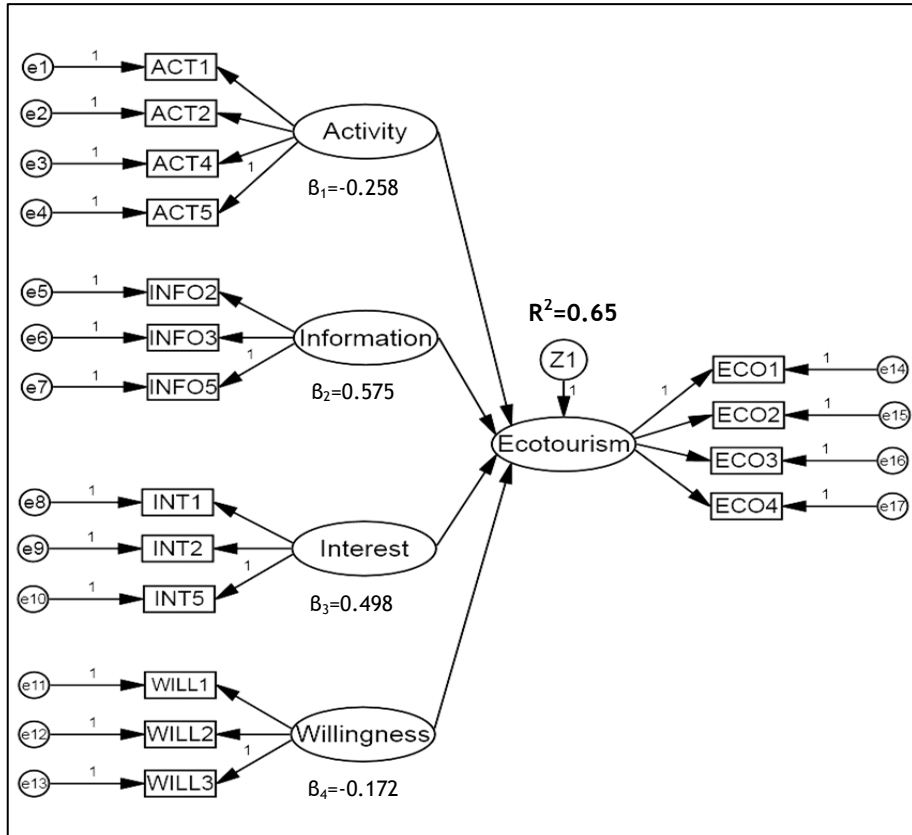 e1 1 ACT1
e2 1 ACT2
e3 1 ACT4
e4 1 ACT5
1
Activity
β₁=-0.258
e5 1 INFO2
e6 1 INFO3
e7 1 INFO5
1
Information
β₂=0.575
e8 1 INT1
e9 1 INT2
e10 1 INT5
1
Interest
β₃=0.498
e11 1 WILL1
e12 1 WILL2
e13 1 WILL3
1
Willingness
β₄=-0.172
R²=0.65
Z1
1
Ecotourism
1
ECO1 1 e14
ECO2 1 e15
ECO3 1 e16
ECO4 1 e17